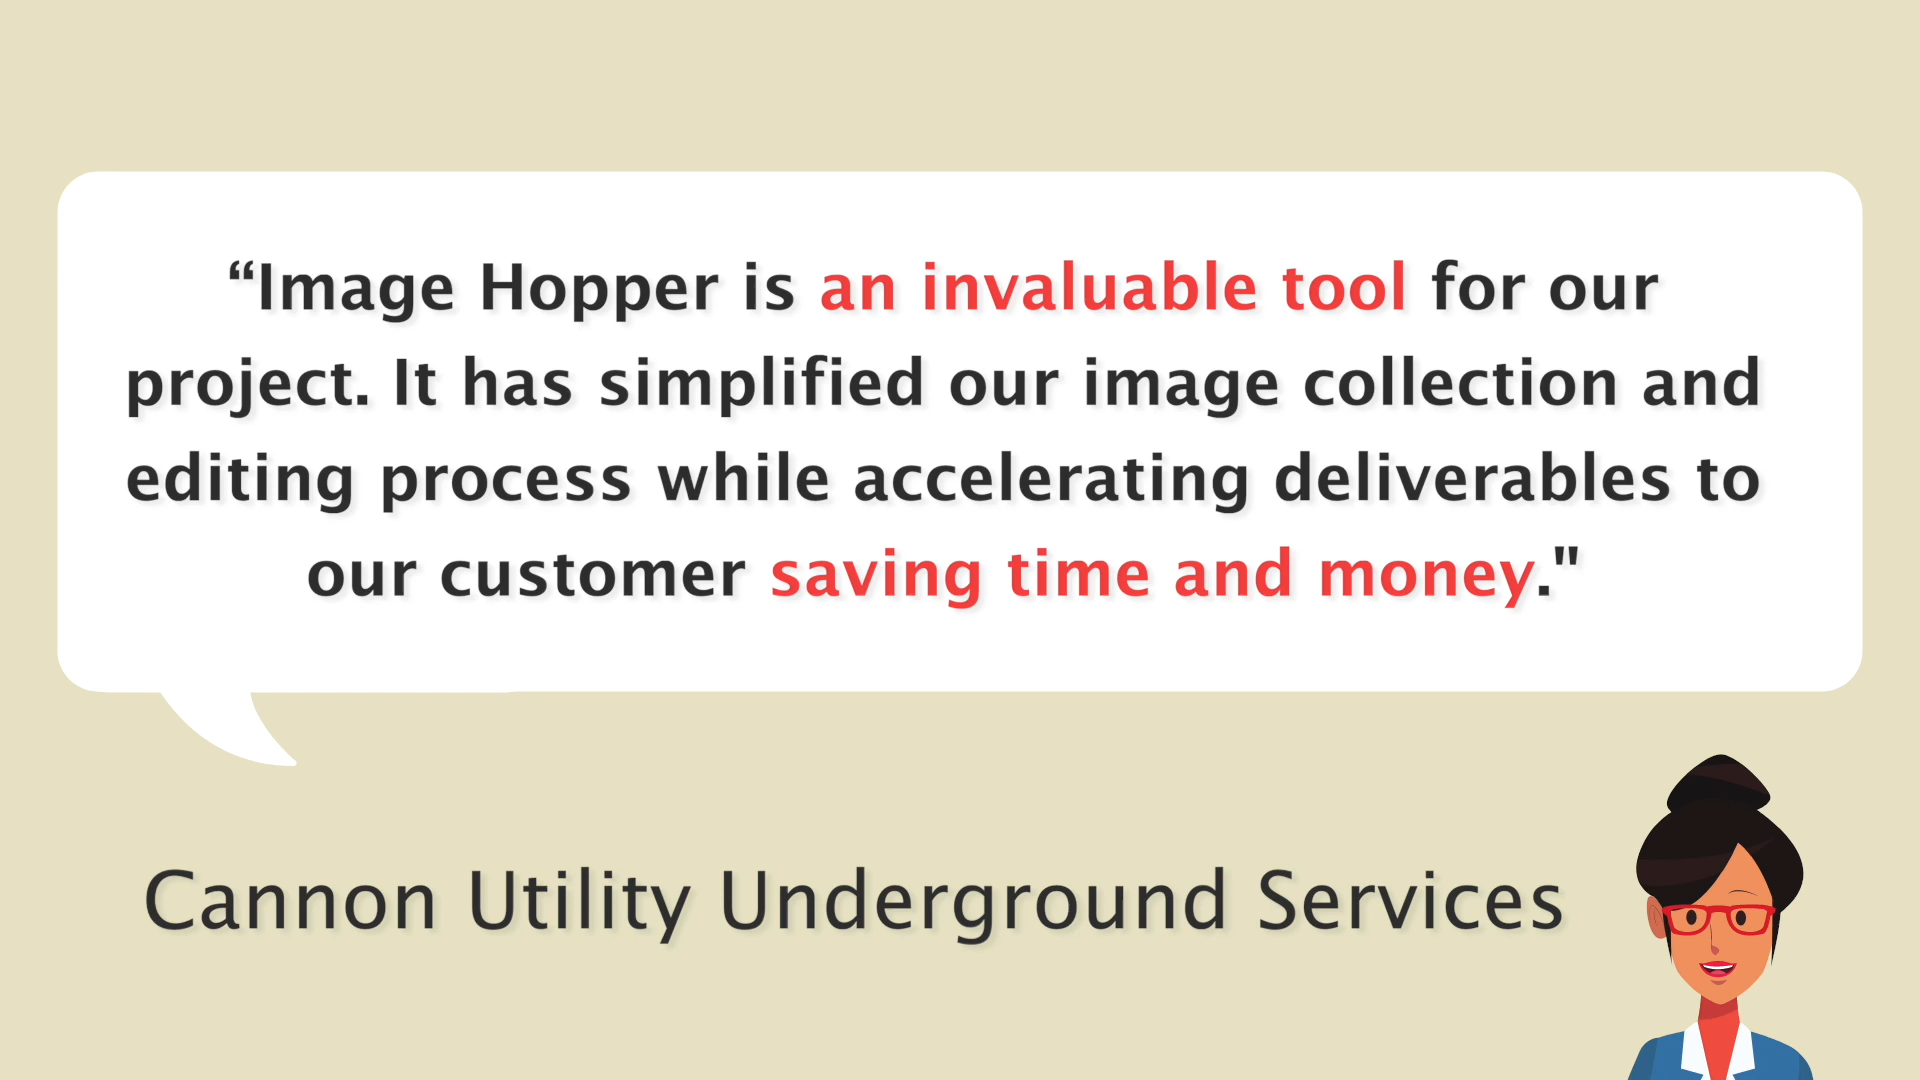 “Image Hopper is an invaluable tool for our
project. It has simplified our image collection and
editing process while accelerating deliverables to
our customer saving time and money."
Cannon Utility Underground Services